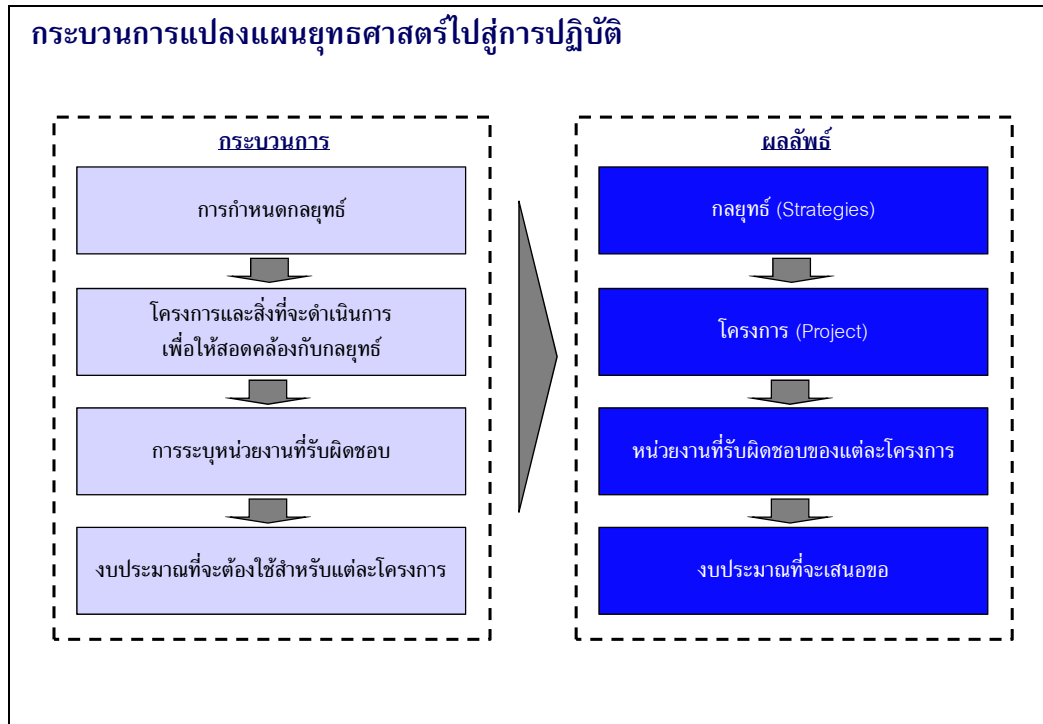 กระบวนการแปลงแผนยุทธศาสตร์ไปสู่การปฏิบัติ
กระบวนการ
การกำหนดกลยุทธ์
โครงการและสิ่งที่จะดำเนินการ
เพื่อให้สอดคล้องกับกลยุทธ์
การระบุหน่วยงานที่รับผิดชอบ
งบประมาณที่จะต้องใช้สำหรับแต่ละโครงการ
ผลลัพธ์
กลยุทธ์ (Strategies)
โครงการ (Project)
หน่วยงานที่รับผิดชอบของแต่ละโครงการ
งบประมาณที่จะเสนอขอ